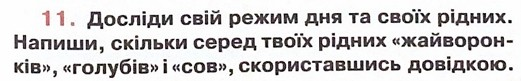 11. Досліди свій режим дня та своїх рідних.
Напиши, скільки серед твоїх рідних «жайворон-
ків», «голубів» і «сов», скориставшись довідкою.